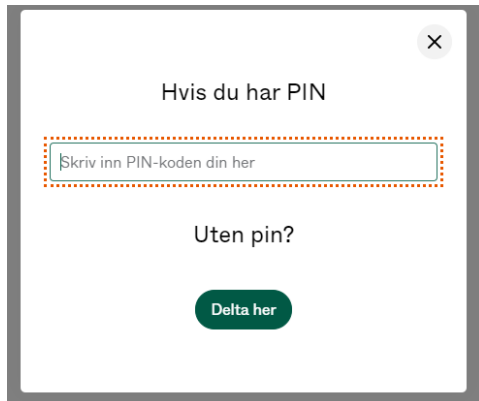 Hvis du har PIN
Skriv inn PIN-koden din her
Uten pin?
Delta her